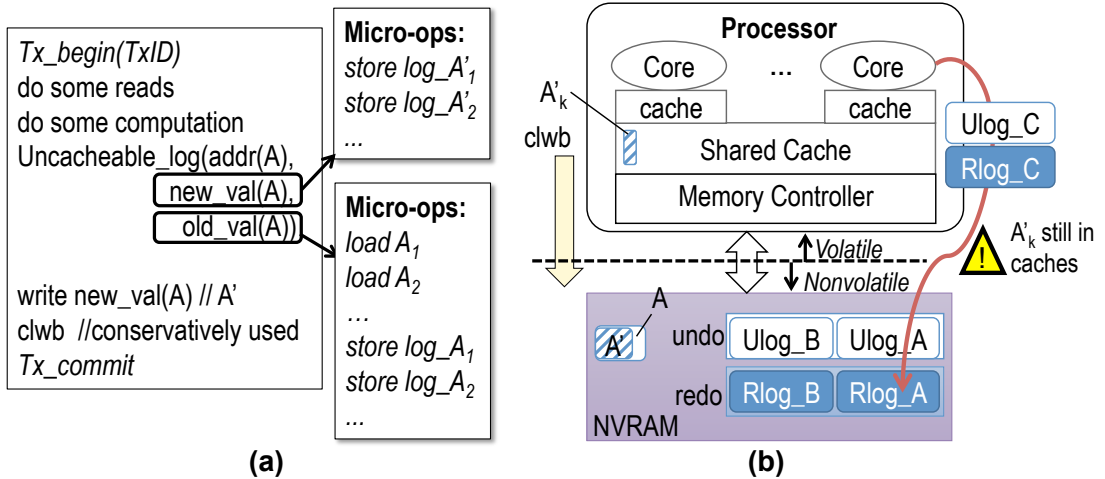 Tx_begin(TxID)
do some reads
do some computation
Uncacheable_log(addr(A),
new_val(A),
old_val(A))
write new_val(A) // A’
clwb //conservatively used
Tx_commit
Micro-ops:
store log_A’1
store log_A’2
...
Micro-ops:
load A1
load A2
…
store log_A1
store log_A2
...
(a)
Processor
Core
...
Core
cache
cache
A’k
clwb
Shared Cache
Memory Controller
Ulog_C
Rlog_C
Volatile
Nonvolatile
! A’k still in
caches
A
A’
undo
Ulog_B
Ulog_A
redo
Rlog_B
Rlog_A
NVRAM
(b)